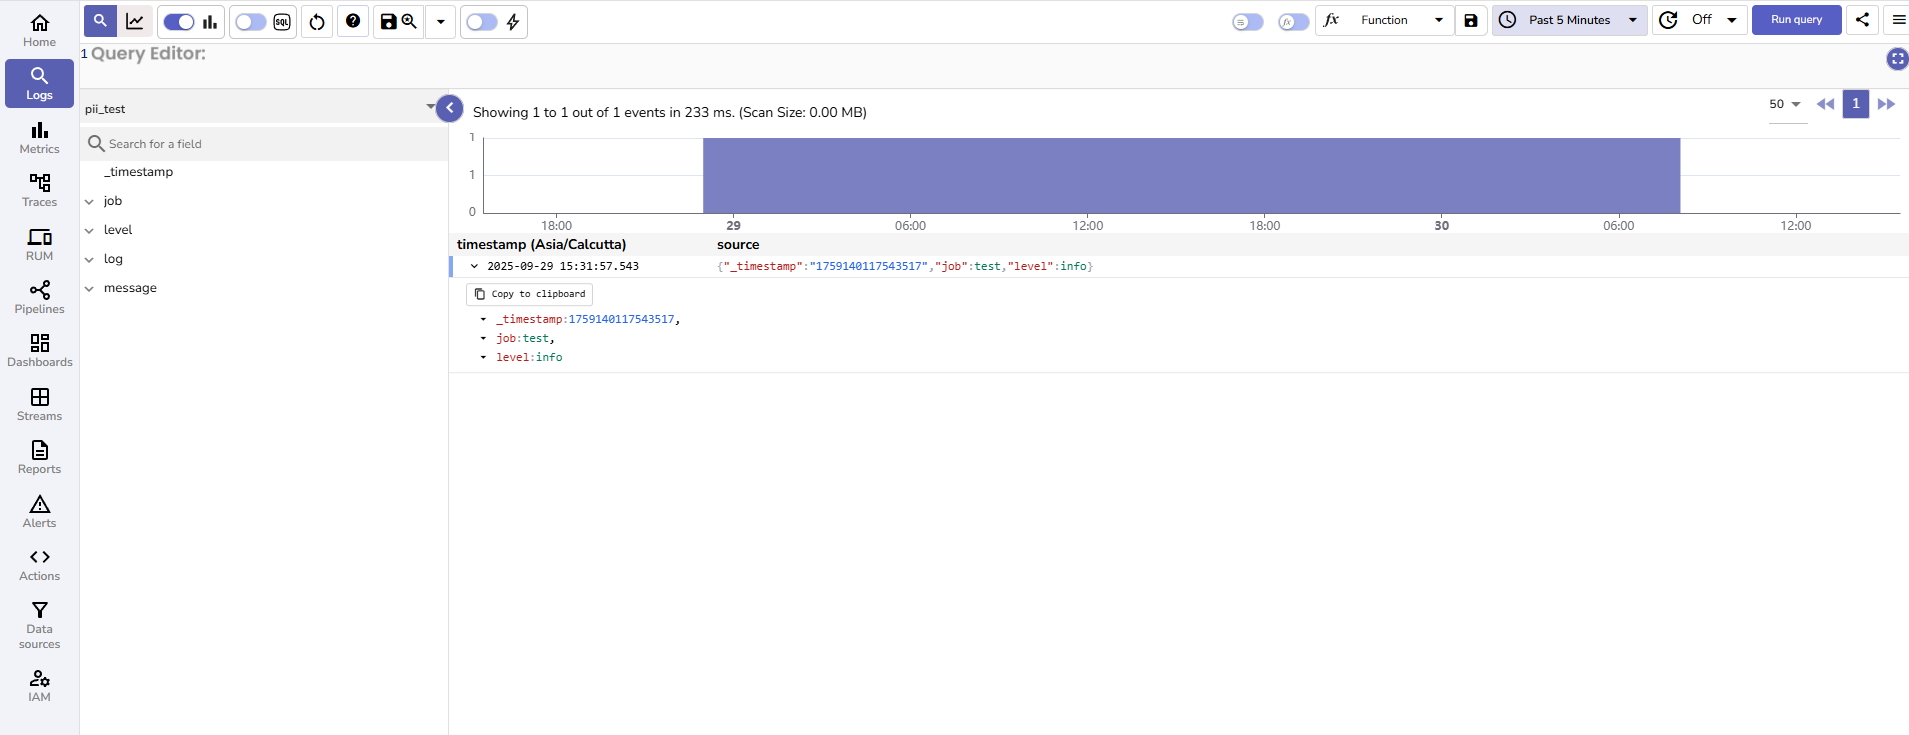 Home
Logs
Metrics
Traces
RUM
Pipelines
Dashboards
Streams
Reports
Alerts
Actions
Data
sources
IAM
SQL
fx
fx Function
Past 5 Minutes
Off
Run query
1 Query Editor:
pii_test
Search for a field
_timestamp
job
level
log
message
Showing 1 to 1 out of 1 events in 233 ms. (Scan Size: 0.00 MB)
50
1
1
1
0
18:00 29 06:00 12:00 18:00 30 06:00 12:00
timestamp (Asia/Calcutta) source
2025-09-29 15:31:57.543 {"_timestamp":"1759140117543517","job":test,"level":info}
Copy to clipboard
_timestamp:1759140117543517,
job:test,
level:info